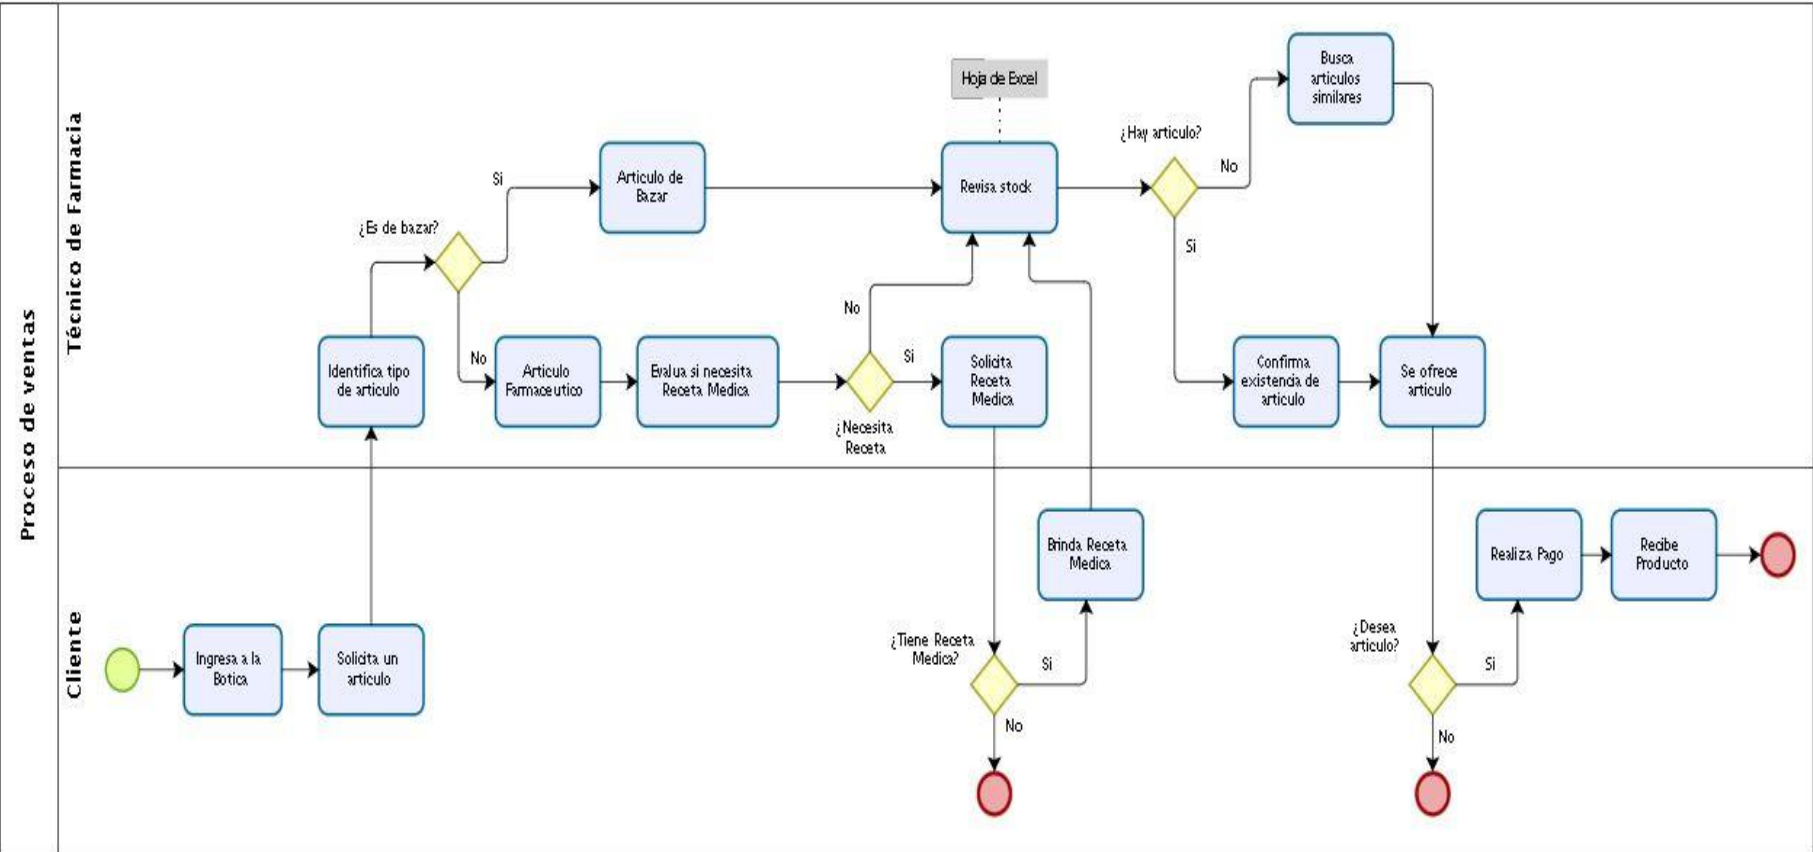 Proceso de ventas
Técnico de Farmacia
Cliente
Hoja de Excel
Busca
articulos
similares
¿Hay articulo?
No
Si
Articulo de
Bazar
Revisa stock
Si
¿Es de bazar?
No
Identifica tipo
de articulo
Articulo
Farmaceutico
Evalua si necesita
Receta Medica
No
Si
¿Necesita
Receta
Solicita
Receta
Medica
Confirma
existencia de
articulo
Se ofrece
articulo
Ingresa a la
Botica
Solicita un
articulo
Brinda Receta
Medica
¿Tiene Receta
Medica?
Si
No
Realiza Pago
Recibe
Producto
¿Desea
articulo?
Si
No